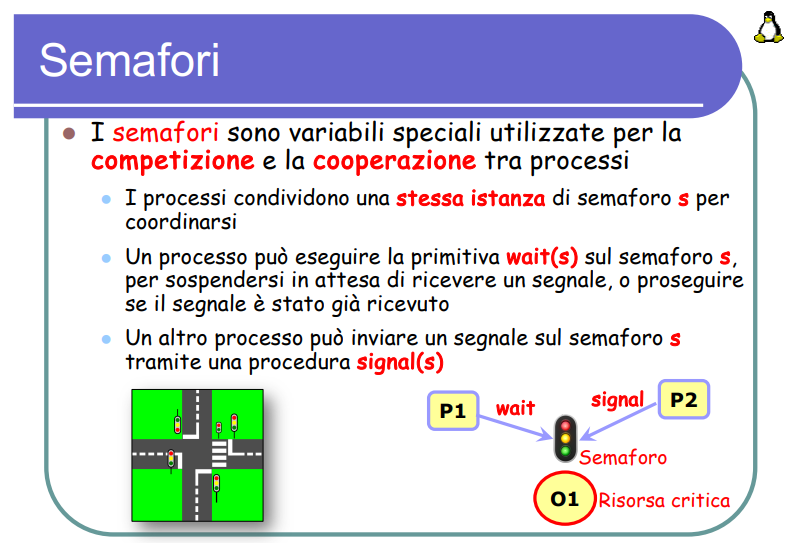 Semafori
I semafori sono variabili speciali utilizzate per la
competizione e la cooperazione tra processi
I processi condividono una stessa istanza di semaforo s per
coordinarsi
Un processo può eseguire la primitiva wait(s) sul semaforo s,
per sospendersi in attesa di ricevere un segnale, o proseguire
se il segnale è stato già ricevuto
Un altro processo può inviare un segnale sul semaforo s
tramite una procedura signal(s)
P1
wait
signal
P2
Semaforo
O1
Risorsa critica